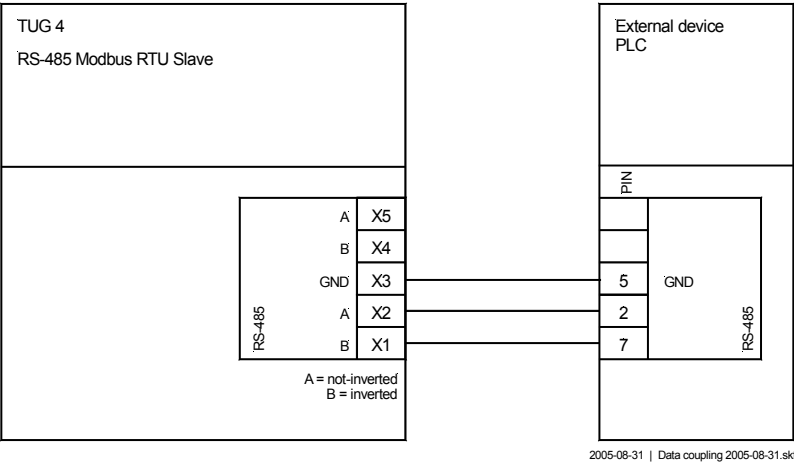 TUG 4
RS-485 Modbus RTU Slave
External device
PLC
PIN
A X5
B X4
GND X3
A X2
B X1
RS-485
A = not-inverted
B = inverted
5 GND
2
7
RS-485
2005-08-31 | Data coupling 2005-08-31.sk